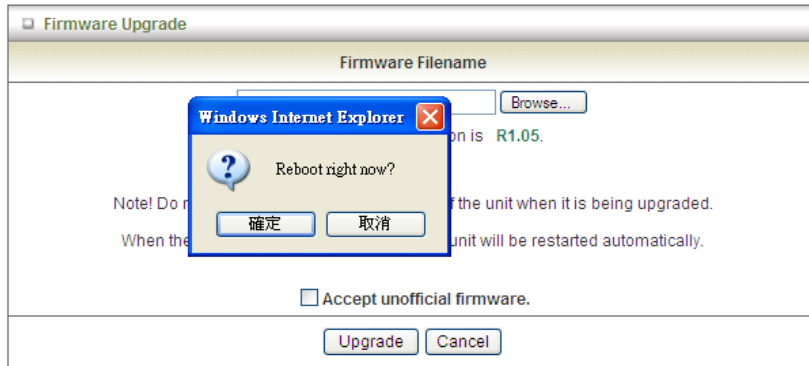 Firmware Upgrade
Firmware Filename
Browse...
Windows Internet Explorer
Reboot right now?
確定
取消
on is R1.05.
Note! Do
the unit when it is being upgraded.
When the
unit will be restarted automatically.
Accept unofficial firmware.
Upgrade
Cancel